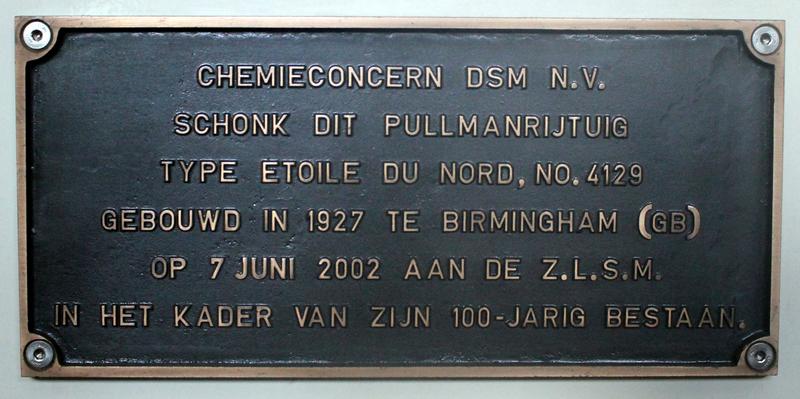 CHEMIECONCERN DSM N.V.
SCHONK DIT PULLMANRIJTUIG
TYPE ETOILE DU NORD, NO. 4129
GEBOUWD IN 1927 TE BIRMINGHAM (GB)
OP 7 JUNI 2002 AAN DE Z.L.S.M.
IN HET KADER VAN ZIJN 100-JARIG BESTAAN.